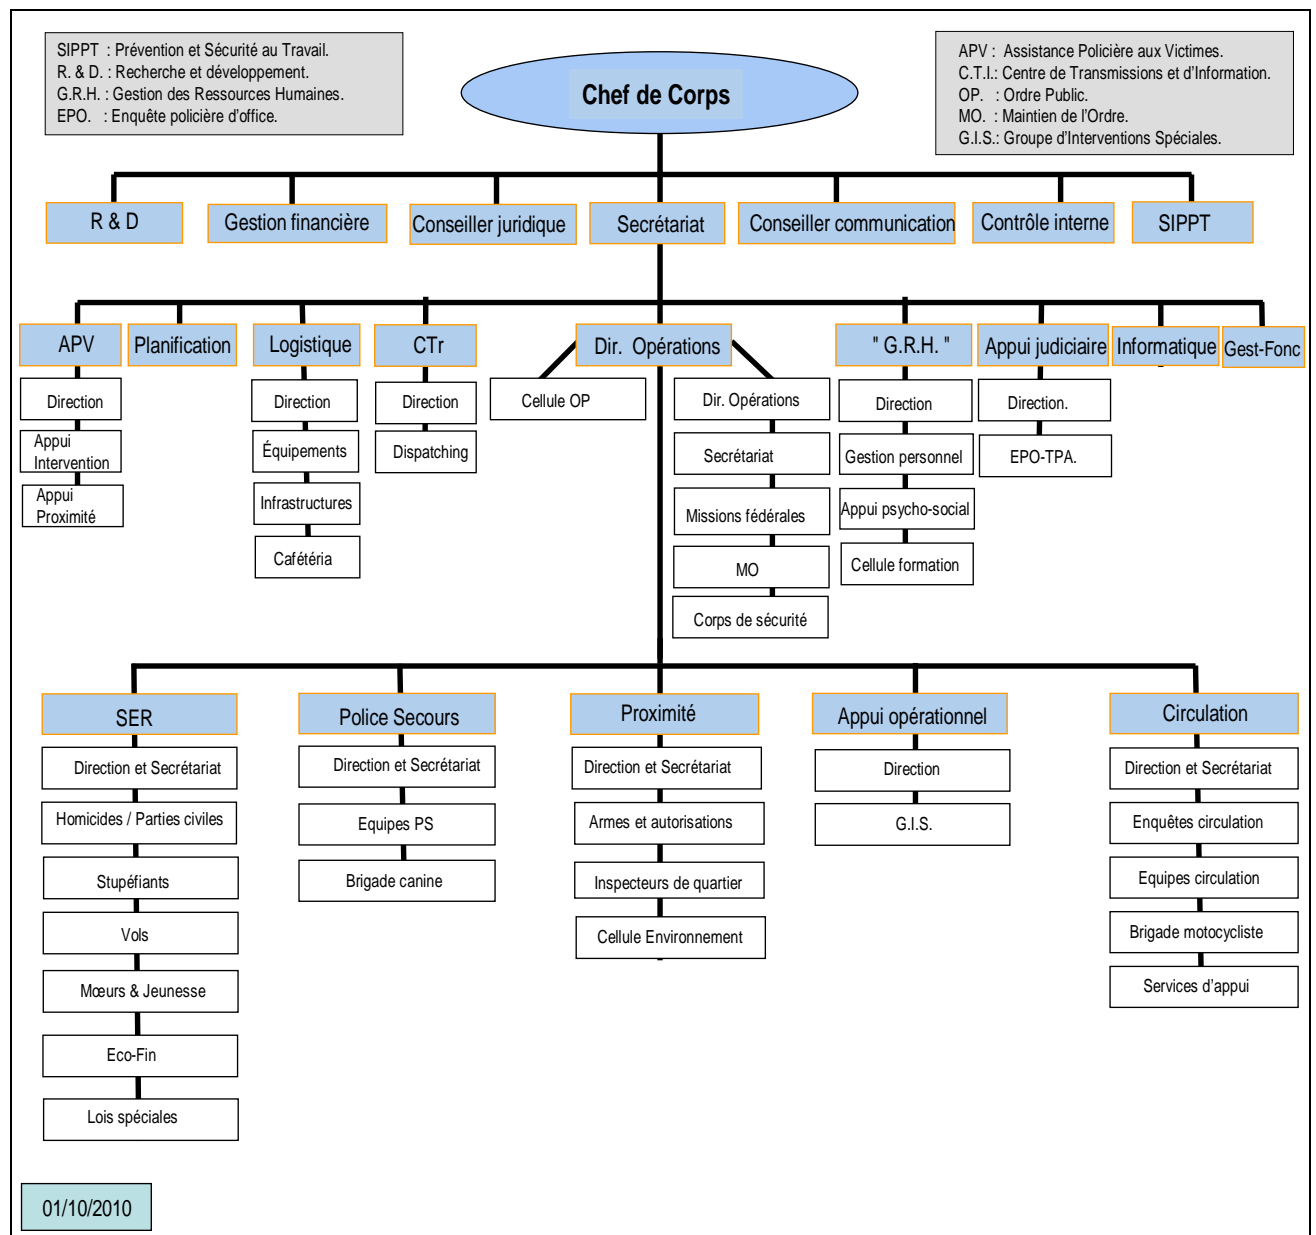 SIPPT : Prévention et Sécurité au Travail.
R. & D. : Recherche et développement.
G.R.H. : Gestion des Ressources Humaines.
EPO. : Enquête policière d'office.
Chef de Corps
APV : Assistance Policière aux Victimes.
C.T.I.: Centre de Transmissions et d'Information.
OP. : Ordre Public.
MO. : Maintien de l'Ordre.
G.I.S.: Groupe d'Interventions Spéciales.
R & D
Gestion financière
Conseiller juridique
Secrétariat
Conseiller communication
Contrôle interne
SIPPT
APV
Planification
Logistique
CTr
Dir. Opérations
" G.R.H. "
Appui judiciaire
Informatique
Gest-Fonc
Direction
Appui
Intervention
Appui
Proximité
Direction
Équipements
Infrastructures
Cafétéria
Direction
Dispatching
Cellule OP
Dir. Opérations
Secrétariat
Missions fédérales
MO
Corps de sécurité
Direction
Gestion personnel
Appui psycho-social
Cellule formation
Direction.
EPO-TPA.
SER
Police Secours
Proximité
Appui opérationnel
Circulation
Direction et Secrétariat
Homicides / Parties civiles
Stupéfiants
Vols
Mœurs & Jeunesse
Eco-Fin
Lois spéciales
Direction et Secrétariat
Equipes PS
Brigade canine
Direction et Secrétariat
Armes et autorisations
Inspecteurs de quartier
Cellule Environnement
Direction
G.I.S.
Direction et Secrétariat
Enquêtes circulation
Equipes circulation
Brigade motocycliste
Services d'appui
01/10/2010